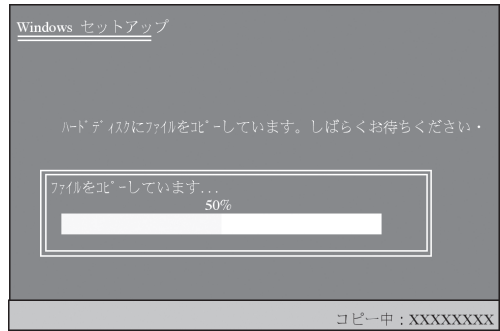 Windows セットアップ
ﾊｰﾄﾞﾃﾞｨｽｸにﾌｧｲﾙをｺﾋﾟｰしています。しばらくお待ちください・
ﾌｧｲﾙをｺﾋﾟｰしています...
50%
コピー中：XXXXXXXX